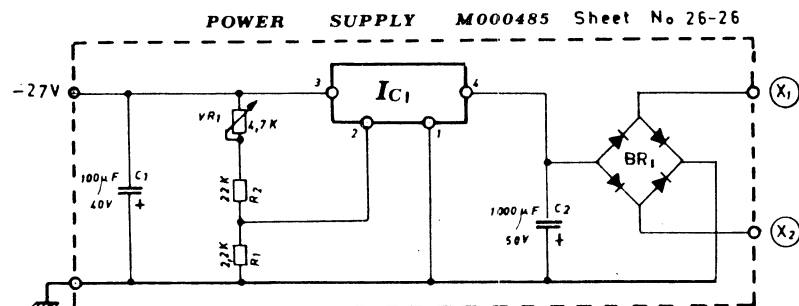 POWER SUPPLY M000485 Sheet No 26-26
-27V
3
IC1
4
X1
VR1
4,7K
2
1
BR1
100µF C1
40V +
22K
R2
1000µF C2
50V +
X2
2,2K
R1